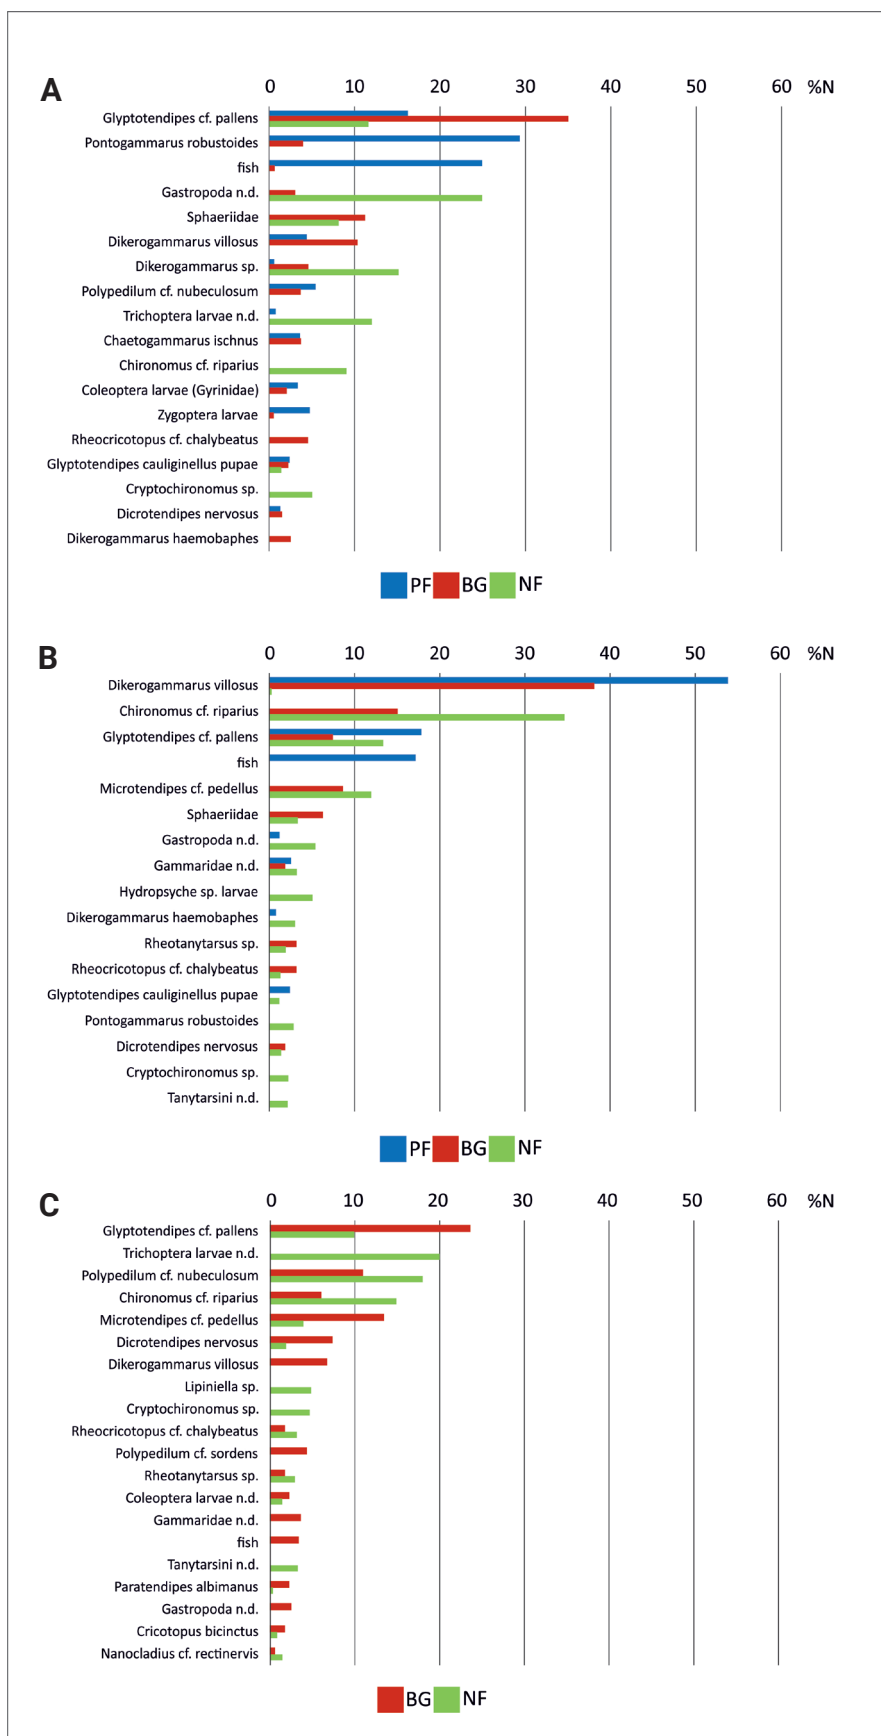 A
0 10 20 30 40 50 60 %N
Glyptotendipes cf. pallens
Pontogammarus robustoides
fish
Gastropoda n.d.
Sphaeriidae
Dikerogammarus villosus
Dikerogammarus sp.
Polypedilum cf. nubeculosum
Trichoptera larvae n.d.
Chaetogammarus ischnus
Chironomus cf. riparius
Coleoptera larvae (Gyrinidae)
Zygoptera larvae
Rheocricotopus cf. chalybeatus
Glyptotendipes cauliginellus pupae
Cryptochironomus sp.
Dicrotendipes nervosus
Dikerogammarus haemobaphes
PF BG NF
B
0 10 20 30 40 50 60 %N
Dikerogammarus villosus
Chironomus cf. riparius
Glyptotendipes cf. pallens
fish
Microtendipes cf. pedellus
Sphaeriidae
Gastropoda n.d.
Gammaridae n.d.
Hydropsyche sp. larvae
Dikerogammarus haemobaphes
Rheotanytarsus sp.
Rheocricotopus cf. chalybeatus
Glyptotendipes cauliginellus pupae
Pontogammarus robustoides
Dicrotendipes nervosus
Cryptochironomus sp.
Tanytarsini n.d.
PF BG NF
C
0 10 20 30 40 50 60 %N
Glyptotendipes cf. pallens
Trichoptera larvae n.d.
Polypedilum cf. nubeculosum
Chironomus cf. riparius
Microtendipes cf. pedellus
Dicrotendipes nervosus
Dikerogammarus villosus
Lipiniella sp.
Cryptochironomus sp.
Rheocricotopus cf. chalybeatus
Polypedilum cf. sordens
Rheotanytarsus sp.
Coleoptera larvae n.d.
Gammaridae n.d.
fish
Tanytarsini n.d.
Paratendipes albimanus
Gastropoda n.d.
Cricotopus bicinctus
Nanocladius cf. rectinervis
BG NF